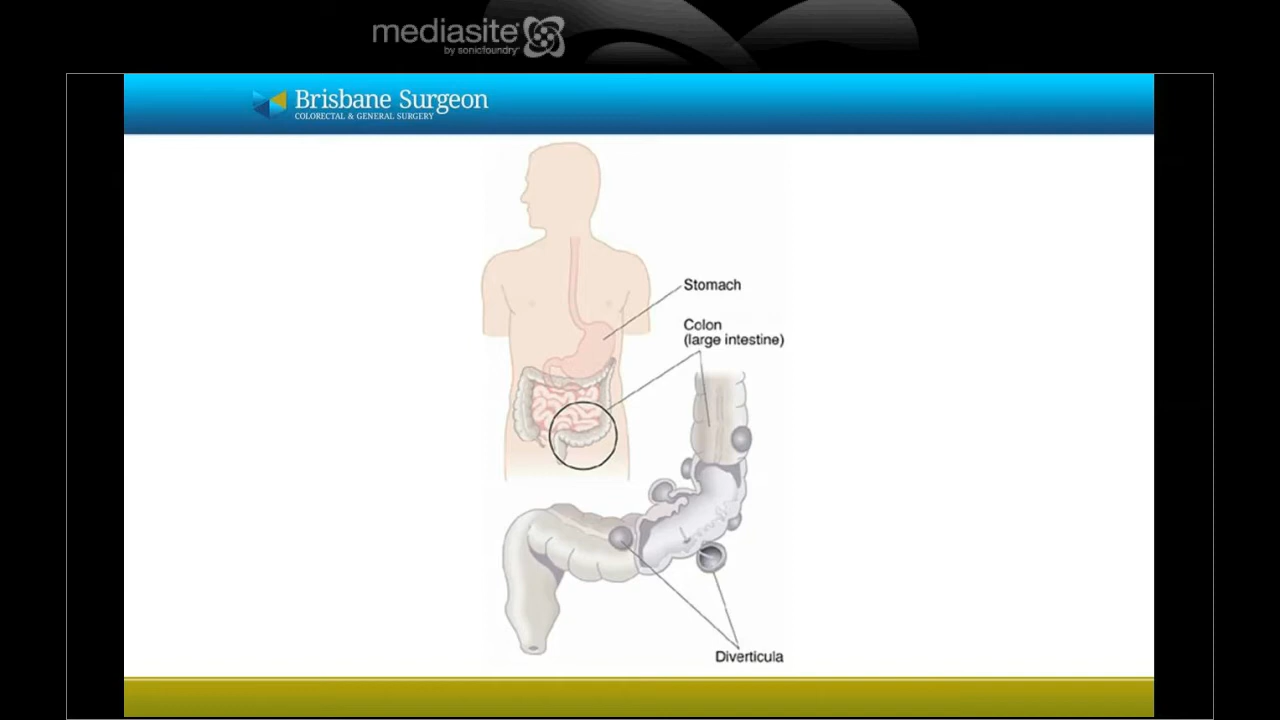 mediasite
by sonicfoundry
Brisbane Surgeon
COLORECTAL & GENERAL SURGERY
Stomach
Colon
(large intestine)
Diverticula